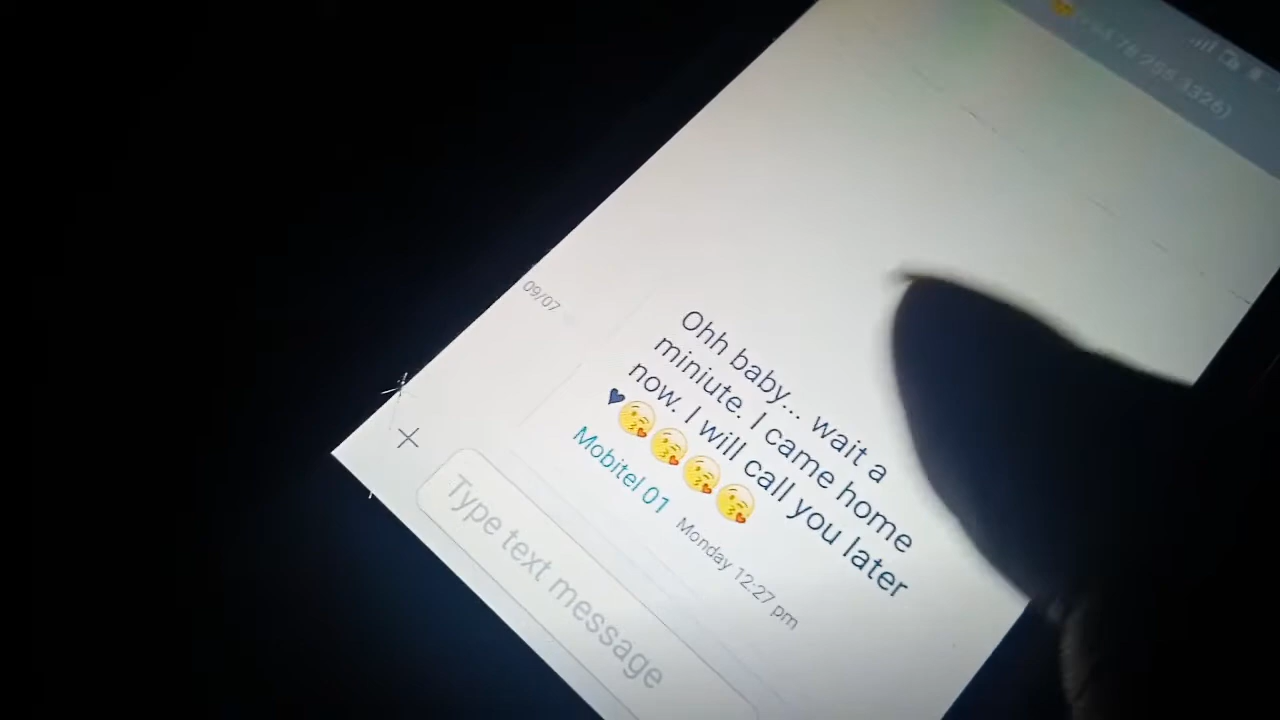 09/07
Ohh baby... wait a
miniute. I came home
now. I will call you later
♥😘😘😘😘
Mobitel 01 Monday 12:27 pm
Type text message